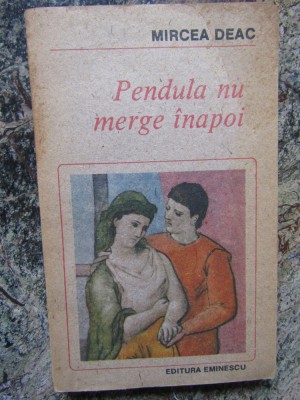 MIRCEA DEAC
Pendula nu
merge înapoi
EDITURA EMINESCU